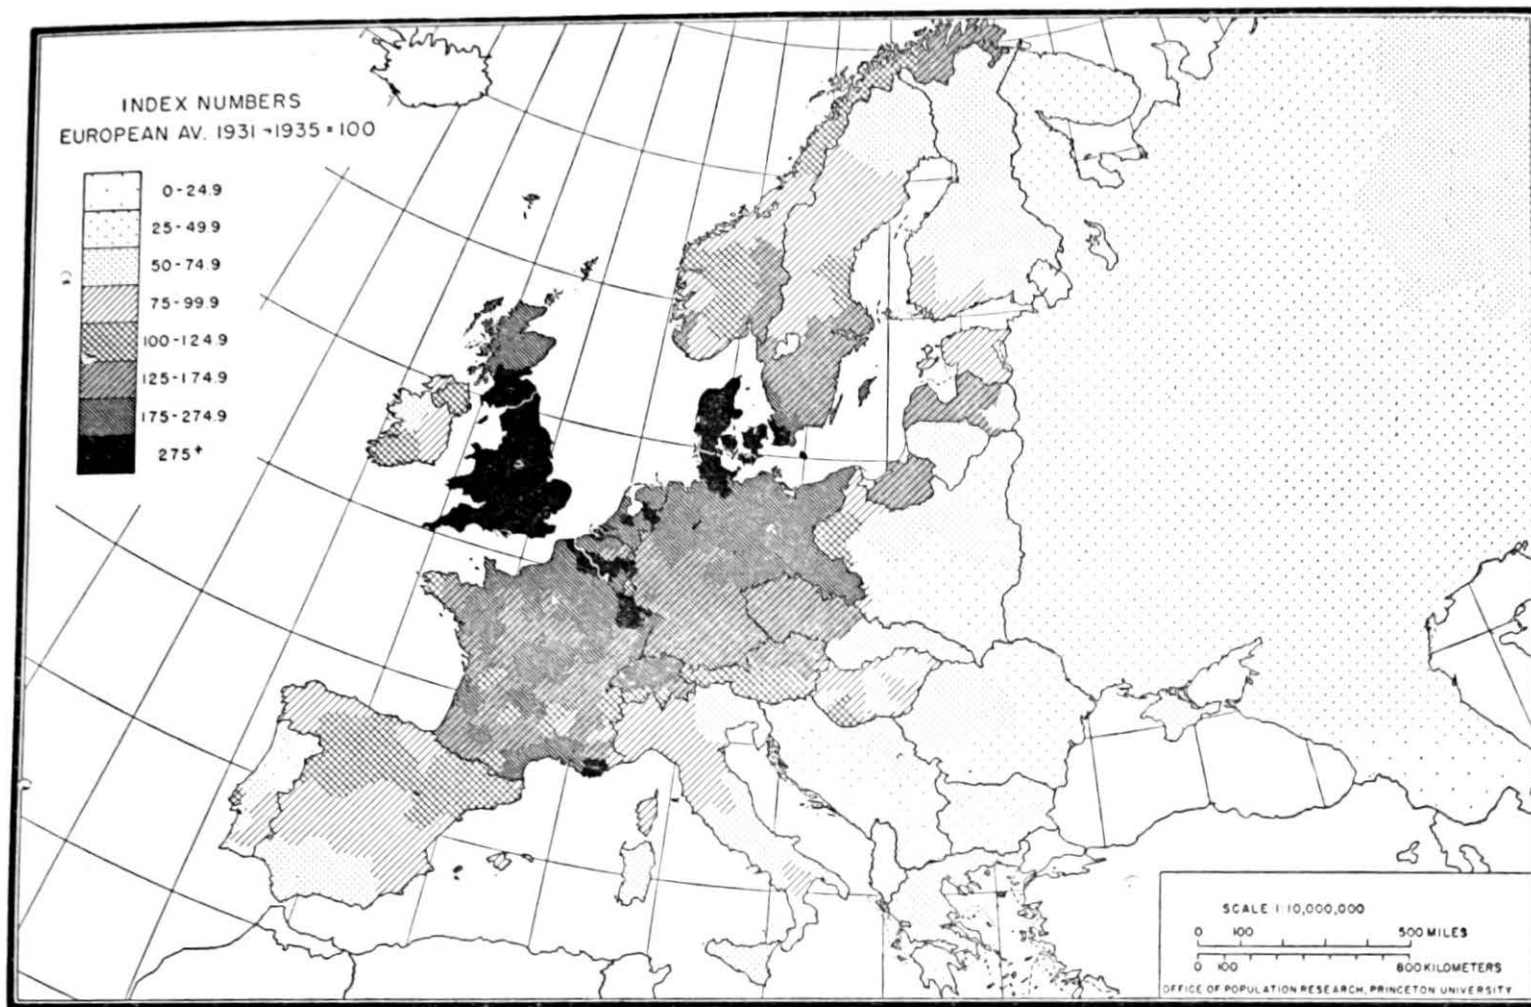 INDEX NUMBERS
EUROPEAN AV. 1931-1935=100
0-24.9
25-49.9
50-74.9
75-99.9
100-124.9
125-174.9
175-274.9
275+
SCALE 1:10,000,000
0 100 500 MILES
0 100 800 KILOMETERS
OFFICE OF POPULATION RESEARCH, PRINCETON UNIVERSITY